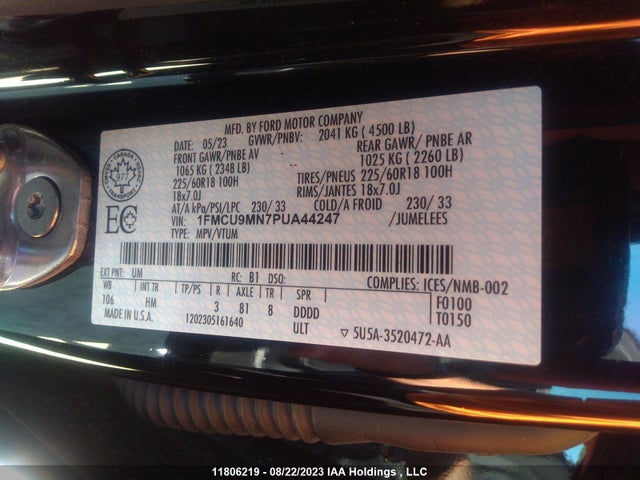 MFD. BY FORD MOTOR COMPANY
DATE: 05/23 GVWR/PNBV: 2041 KG ( 4500 LB)
FRONT GAWR/ PNBE AV REAR GAWR/ PNBE AR
1065 KG ( 2348 LB) 1025 KG ( 2260 LB)
225/60R18 100H TIRES/PNEUS 225/60R18 100H
18x7.0J RIMS/JANTES 18x7.0J
AT/A kPa/PSI/LPC 230/ 33 COLD/A FROID 230/ 33
VIN: 1FMCU9MN7PUA44247 /JUMELEES
TYPE: MPV/VTUM
CANADA
977
TRANSPORT
EC
EXT PNT: UM RC: B1 DSO: COMPLIES: ICES/NMB-002
WB INT TR TP/PS R AXLE TR SPR F0100
106 HM 3 81 8 DDDD T0150
MADE IN U.S.A. 1202305161640 ULT ▽ 5U5A-3520472-AA
11806219 - 08/22/2023 IAA Holdings , LLC